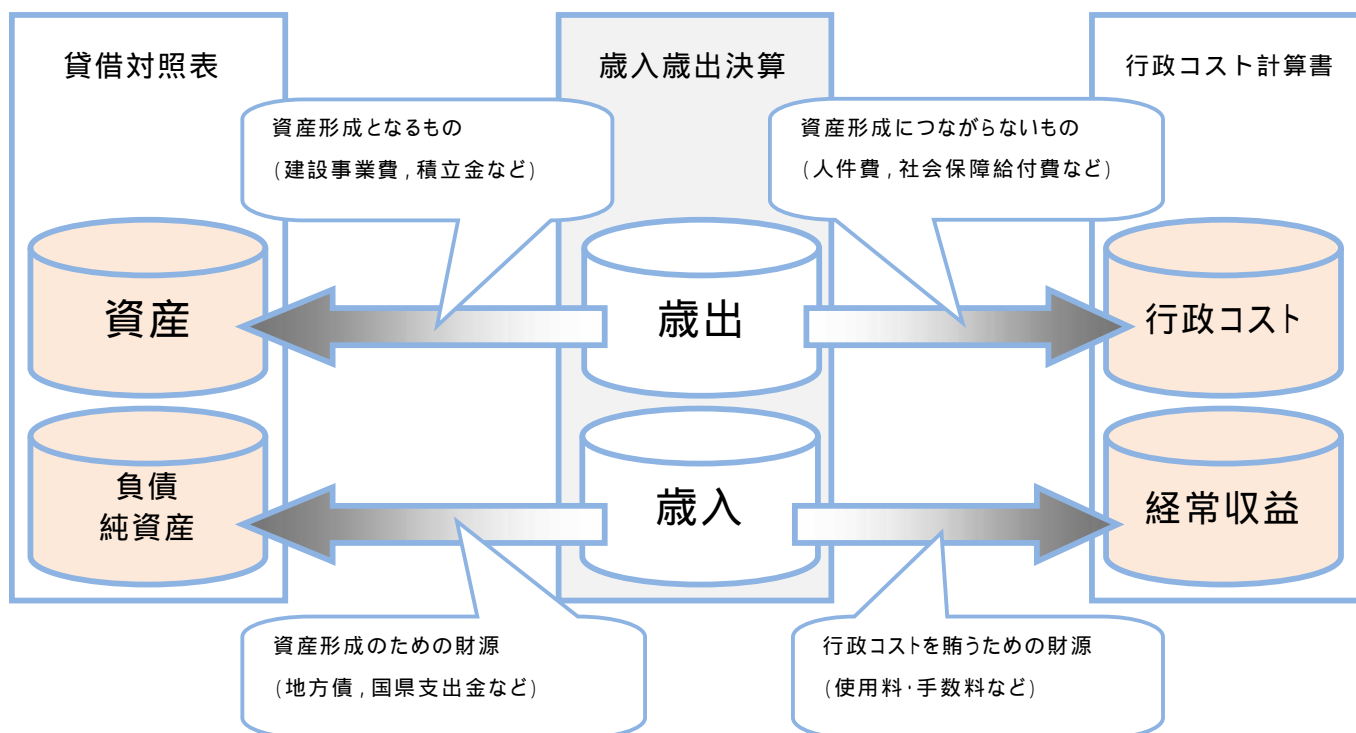 貸借対照表
歳入歳出決算
行政コスト計算書
資産形成となるもの
(建設事業費,積立金など)
資産形成につながらないもの
(人件費,社会保障給付費など)
資産
歳出
行政コスト
負債
純資産
歳入
経常収益
資産形成のための財源
(地方債,国県支出金など)
行政コストを賄うための財源
(使用料・手数料など)